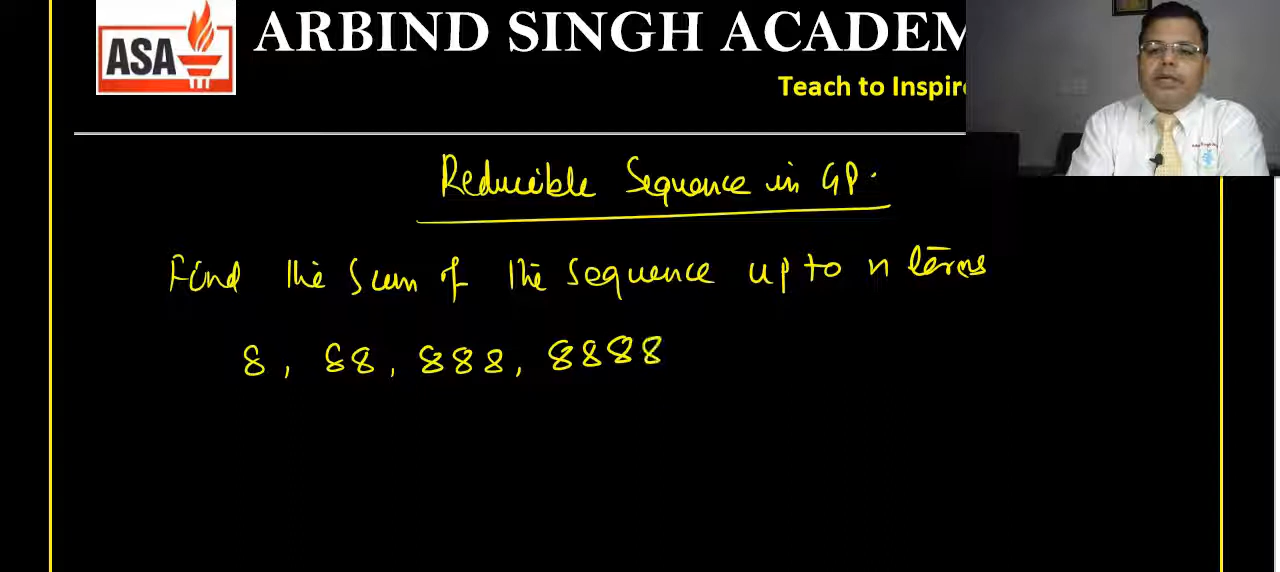 ASA
ARBIND SINGH ACADEM
Teach to Inspire
Reducible Sequence in GP.
Find the Sum of the Sequence up to n terms
8, 88, 888, 8888